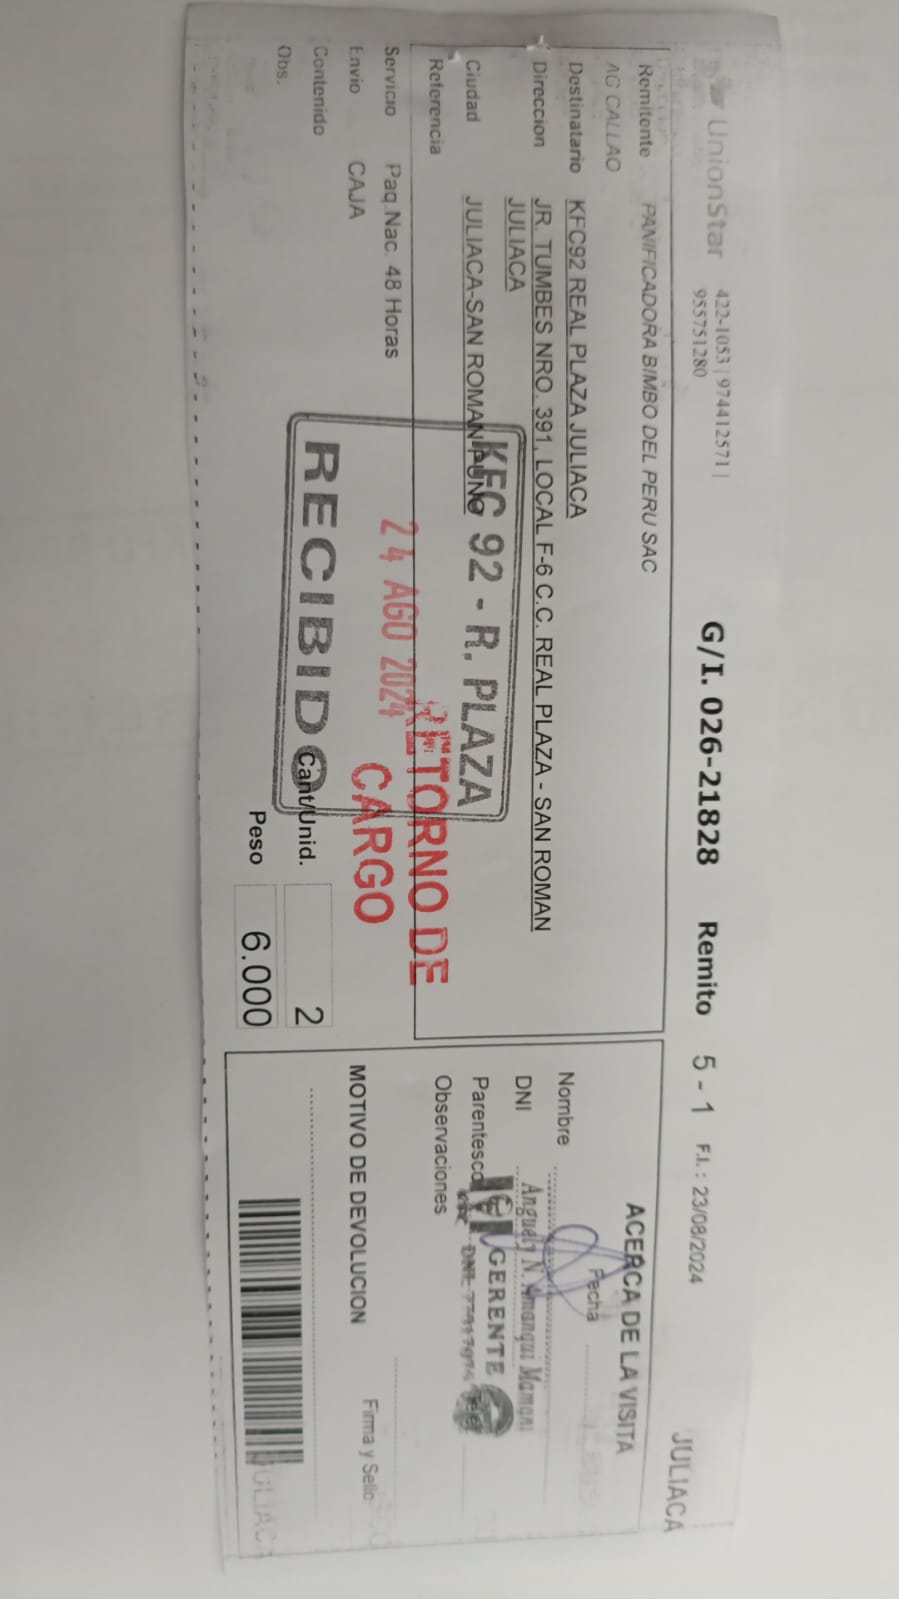 UnionStar 422-1053 | 974412571 |
955751280
G/I. 026-21828 Remito 5 - 1 F.I.: 23/08/2024
JULIACA
Remitente PANIFICADORA BIMBO DEL PERU SAC
AG CALLAO
Destinatario KFC92 REAL PLAZA JULIACA
Direccion JR. TUMBES NRO. 391, LOCAL F-6 C.C. REAL PLAZA - SAN ROMAN
JULIACA
Ciudad JULIACA-SAN ROMAN-PUNO
Referencia
Servicio Paq.Nac. 48 Horas
Envio CAJA
Contenido
Obs.
KFC 92 - R. PLAZA
24 AGO 2024
RECIBIDO
RETORNO DE
CARGO
Cant/Unid. 2
Peso 6.000
ACERCA DE LA VISITA
Fecha
Nombre
DNI
Anguely N. Amanqui Mamani
Parentesco
GERENTE
Observaciones
MOTIVO DE DEVOLUCION
Firma y Sello
JULIACA